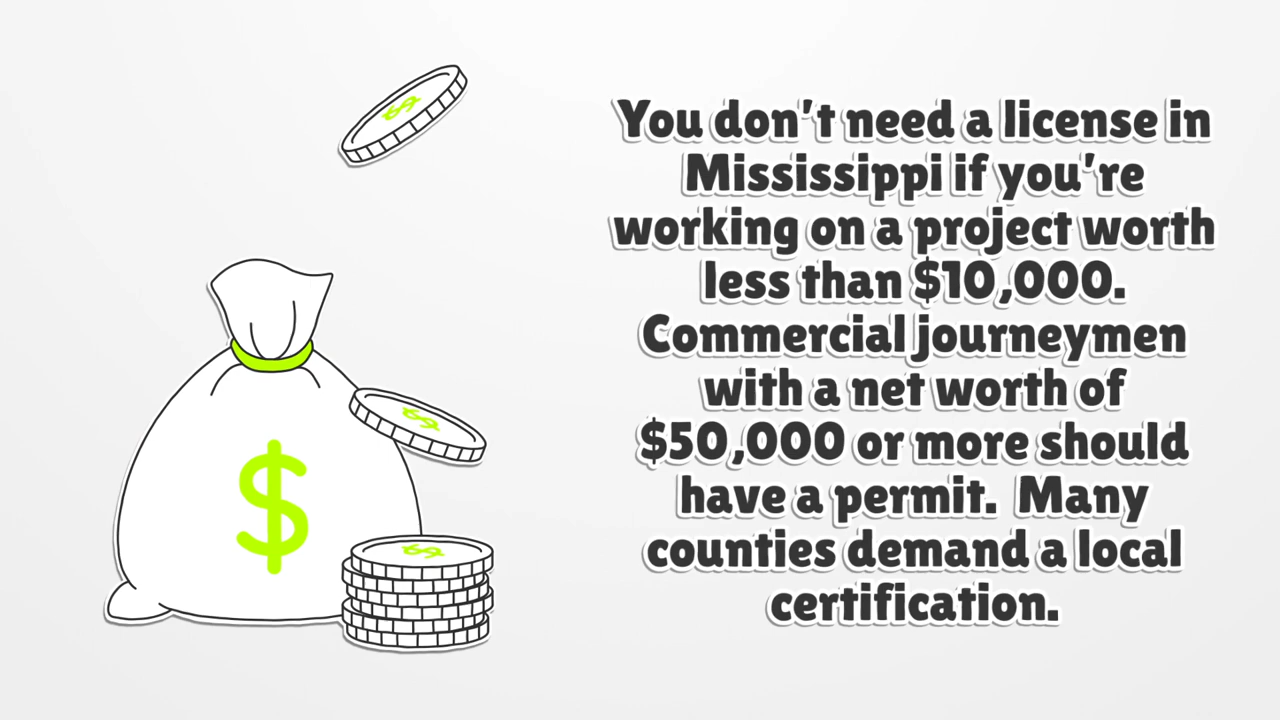 You don't need a license in
Mississippi if you're
working on a project worth
less than $10,000.
Commercial journeymen
with a net worth of
$50,000 or more should
have a permit.  Many
counties demand a local
certification.
$
$
$
$